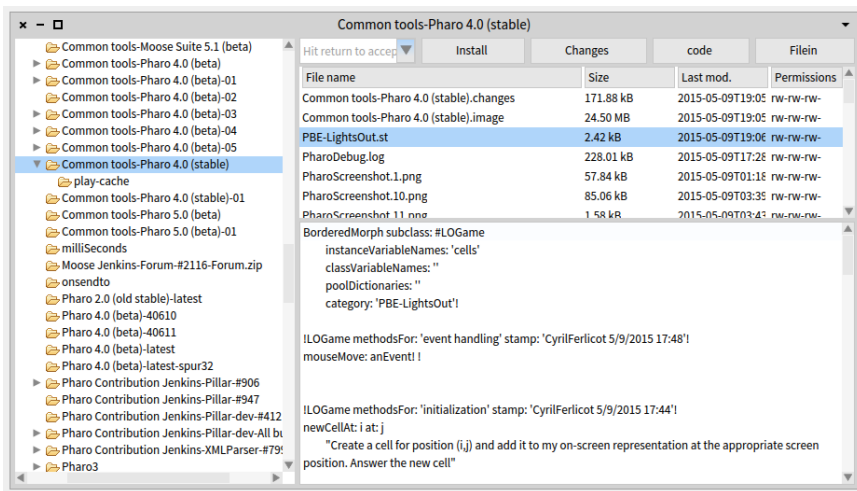 Common tools-Pharo 4.0 (stable)
Common tools-Moose Suite 5.1 (beta)
Common tools-Pharo 4.0 (beta)
Common tools-Pharo 4.0 (beta)-01
Common tools-Pharo 4.0 (beta)-02
Common tools-Pharo 4.0 (beta)-03
Common tools-Pharo 4.0 (beta)-04
Common tools-Pharo 4.0 (beta)-05
Common tools-Pharo 4.0 (stable)
play-cache
Common tools-Pharo 4.0 (stable)-01
Common tools-Pharo 5.0 (beta)
Common tools-Pharo 5.0 (beta)-01
milliSeconds
Moose Jenkins-Forum-#2116-Forum.zip
onsendto
Pharo 2.0 (old stable)-latest
Pharo 4.0 (beta)-40610
Pharo 4.0 (beta)-40611
Pharo 4.0 (beta)-latest
Pharo 4.0 (beta)-latest-spur32
Pharo Contribution Jenkins-Pillar-#906
Pharo Contribution Jenkins-Pillar-#947
Pharo Contribution Jenkins-Pillar-dev-#412
Pharo Contribution Jenkins-Pillar-dev-All bu
Pharo Contribution Jenkins-XMLParser-#79
Pharo3
Hit return to accep Install Changes code Filein
File name Size Last mod. Permissions
Common tools-Pharo 4.0 (stable).changes 171.88 kB 2015-05-09T19:05 rw-rw-rw-
Common tools-Pharo 4.0 (stable).image 24.50 MB 2015-05-09T19:05 rw-rw-rw-
PBE-LightsOut.st 2.42 kB 2015-05-09T19:06 rw-rw-rw-
PharoDebug.log 228.01 kB 2015-05-09T17:28 rw-rw-rw-
PharoScreenshot.1.png 57.84 kB 2015-05-09T01:18 rw-rw-rw-
PharoScreenshot.10.png 85.06 kB 2015-05-09T03:39 rw-rw-rw-
PharoScreenshot.11.png 1.58 kB 2015-05-09T03:43 rw-rw-rw-
BorderedMorph subclass: #LOGame
instanceVariableNames: 'cells'
classVariableNames: ''
poolDictionaries: ''
category: 'PBE-LightsOut'!
!LOGame methodsFor: 'event handling' stamp: 'CyrilFerlicot 5/9/2015 17:48'!
mouseMove: anEvent! !
!LOGame methodsFor: 'initialization' stamp: 'CyrilFerlicot 5/9/2015 17:44'!
newCellAt: i at: j
"Create a cell for position (i,j) and add it to my on-screen representation at the appropriate screen
position. Answer the new cell"